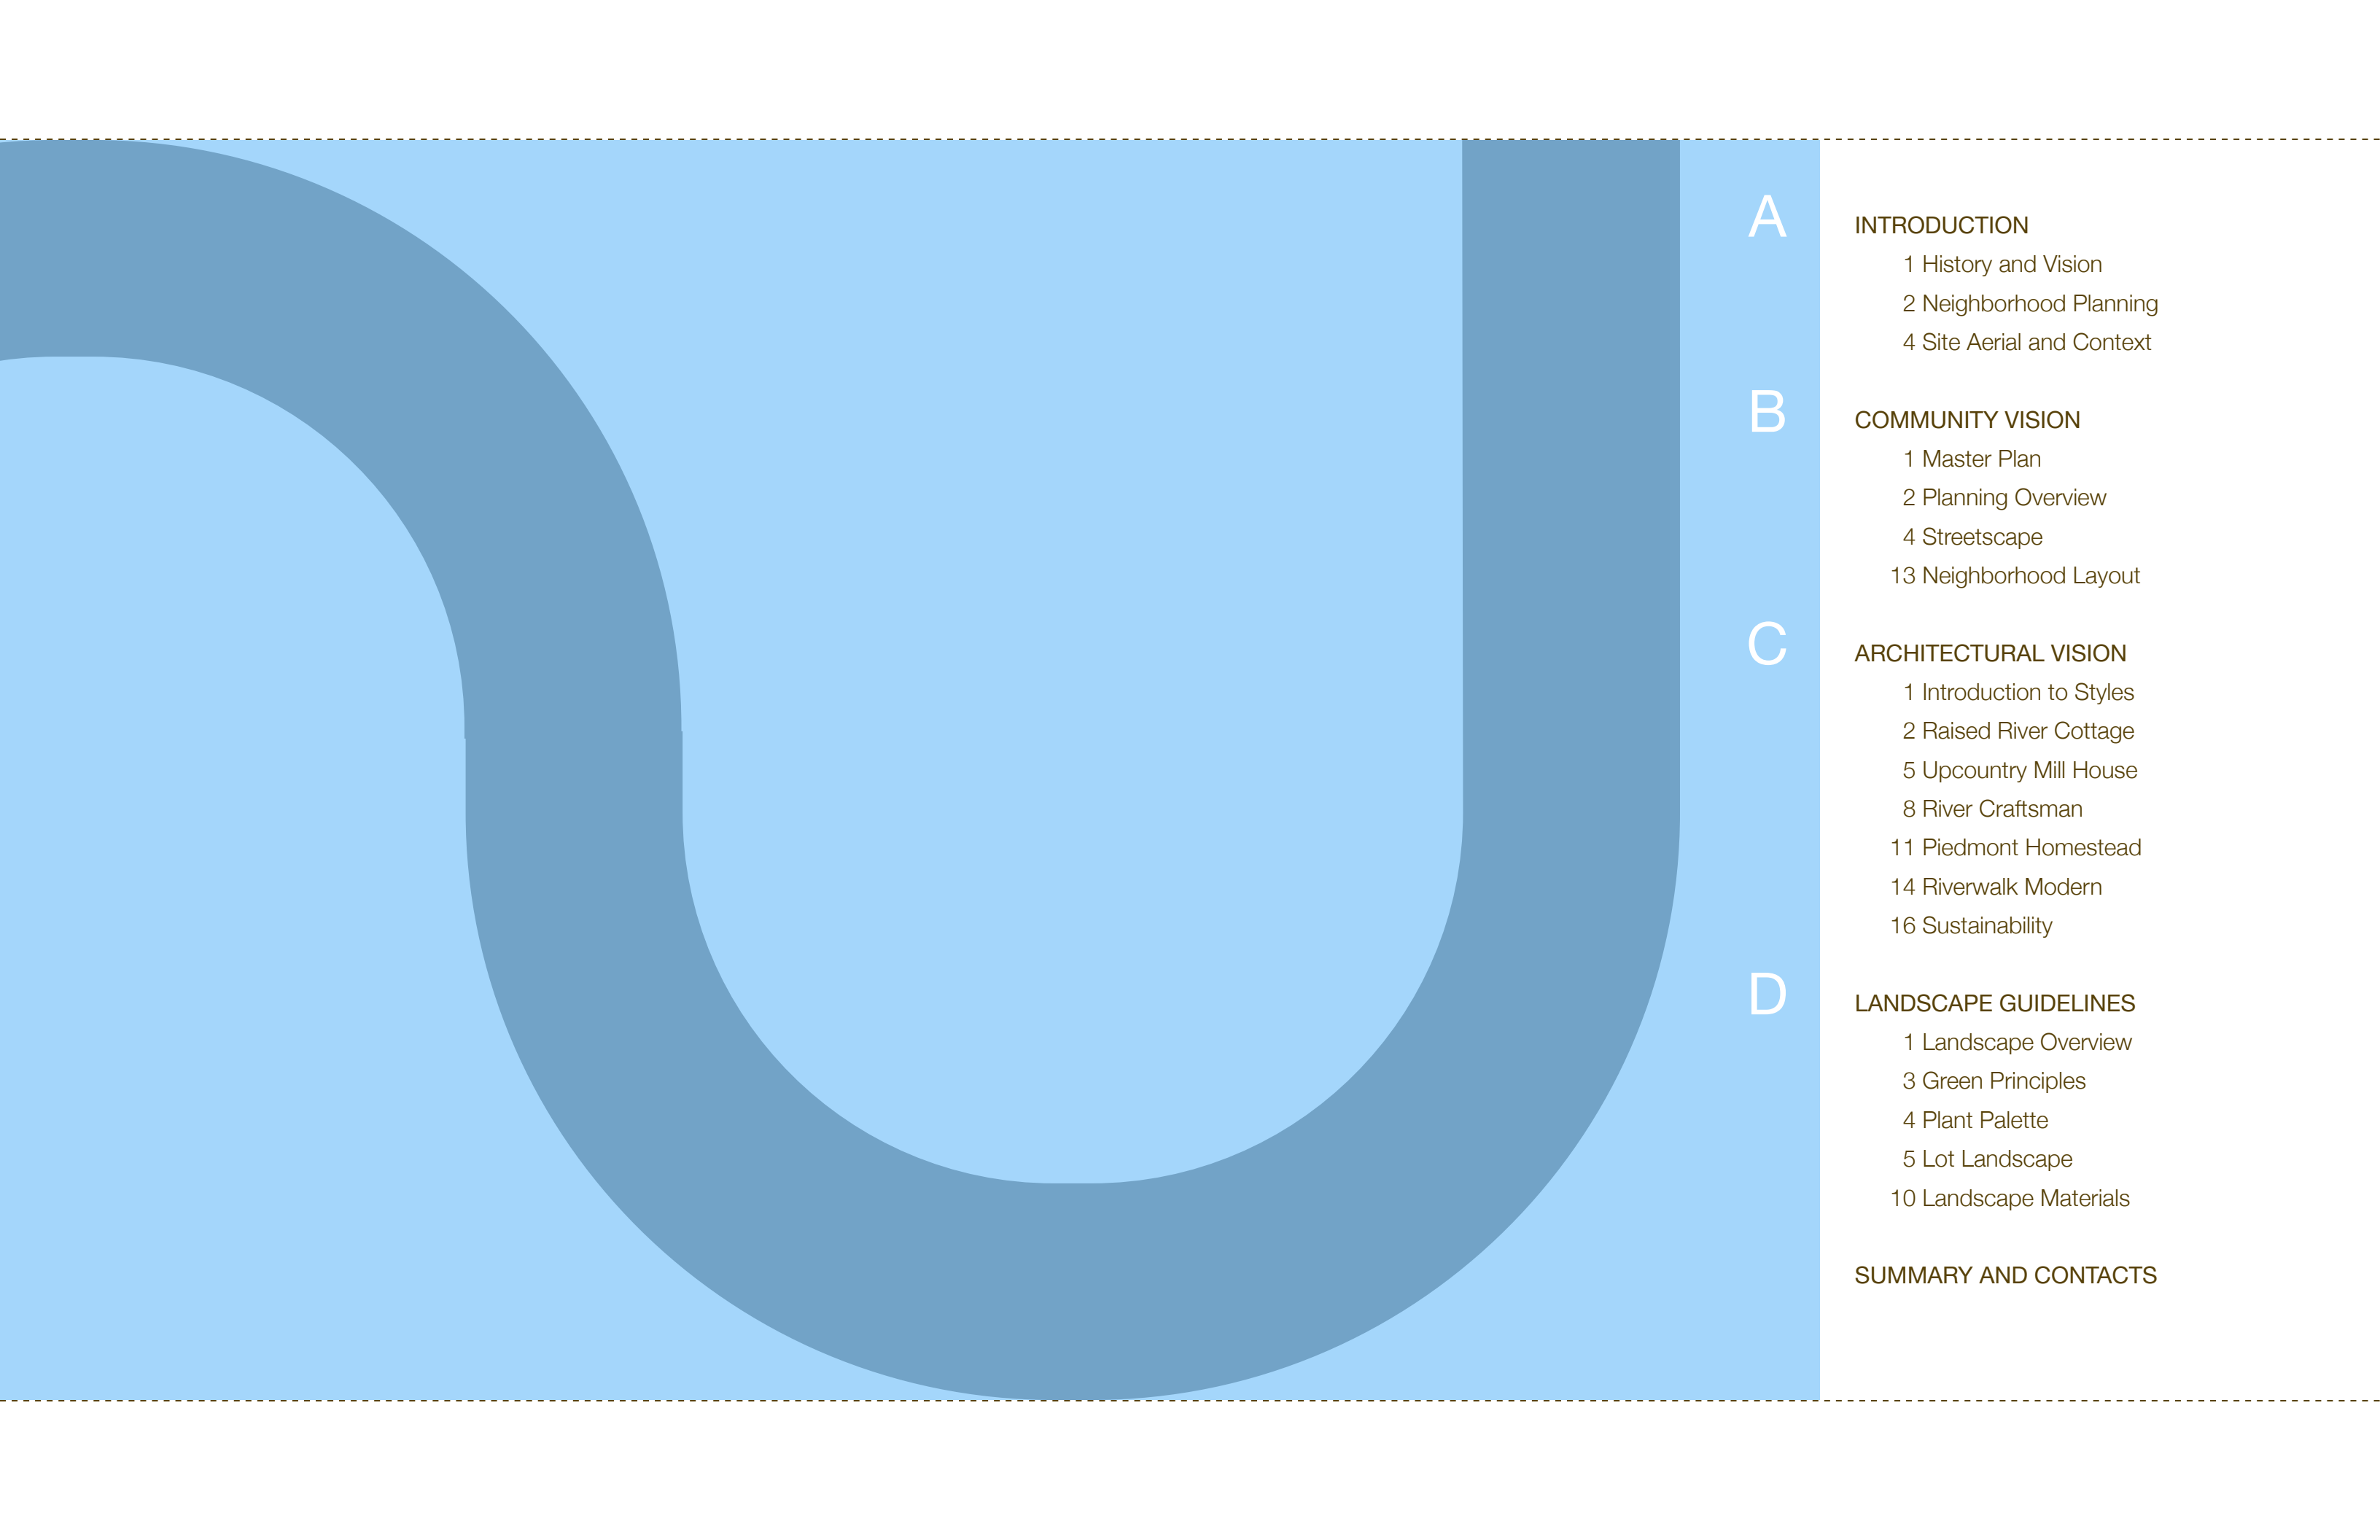 A
INTRODUCTION
1 History and Vision
2 Neighborhood Planning
4 Site Aerial and Context
B
COMMUNITY VISION
1 Master Plan
2 Planning Overview
4 Streetscape
13 Neighborhood Layout
C
ARCHITECTURAL VISION
1 Introduction to Styles
2 Raised River Cottage
5 Upcountry Mill House
8 River Craftsman
11 Piedmont Homestead
14 Riverwalk Modern
16 Sustainability
D
LANDSCAPE GUIDELINES
1 Landscape Overview
3 Green Principles
4 Plant Palette
5 Lot Landscape
10 Landscape Materials
SUMMARY AND CONTACTS